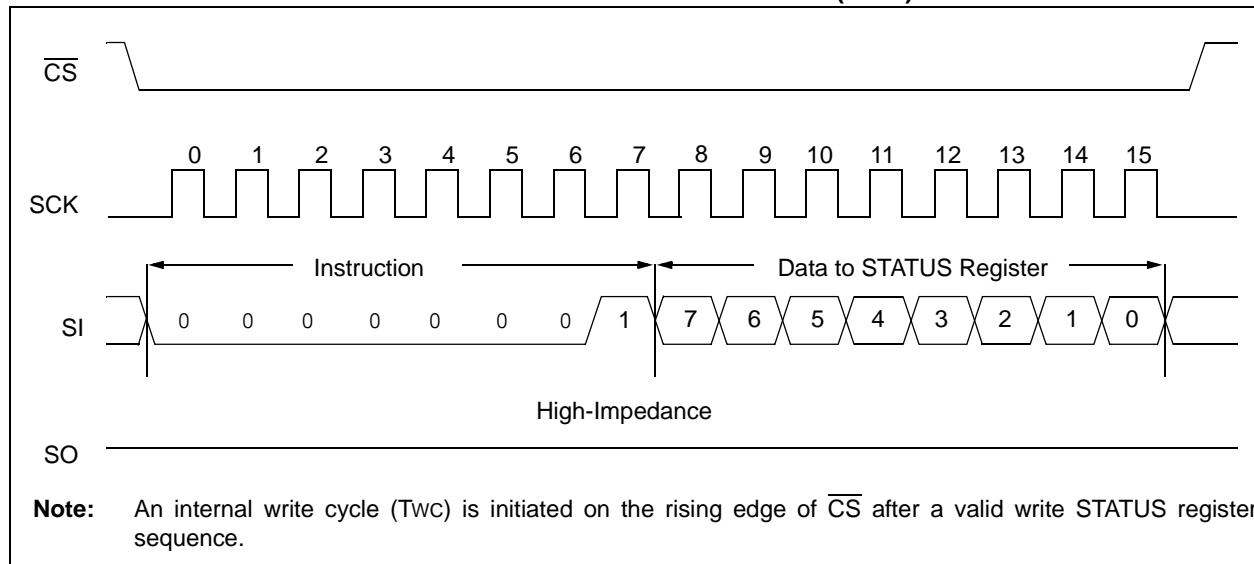 CS
0 1 2 3 4 5 6 7 8 9 10 11 12 13 14 15
SCK
Instruction Data to STATUS Register
SI 0 0 0 0 0 0 0 1 7 6 5 4 3 2 1 0
High-Impedance
SO
Note: An internal write cycle (TWC) is initiated on the rising edge of CS after a valid write STATUS register
sequence.